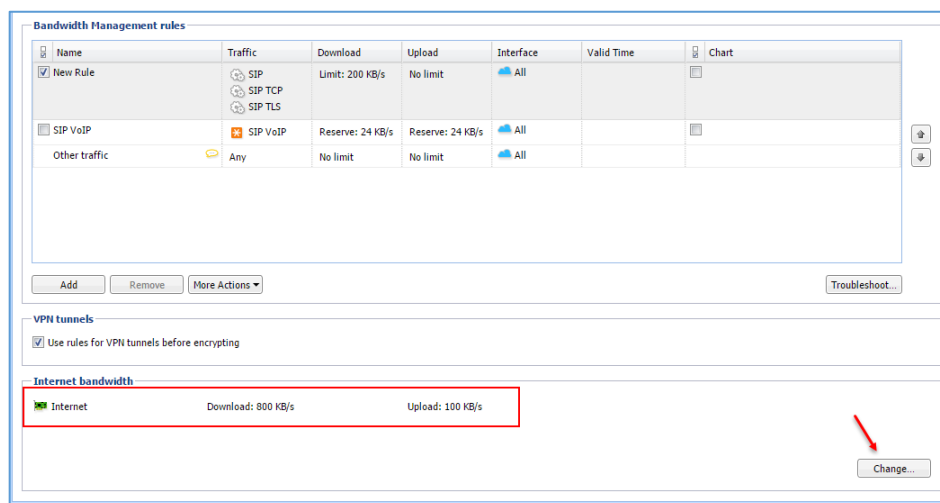 Bandwidth Management rules
Name Traffic Download Upload Interface Valid Time Chart
New Rule SIP Limit: 200 KB/s No limit All
SIP TCP
SIP TLS
SIP VoIP SIP VoIP Reserve: 24 KB/s Reserve: 24 KB/s All
Other traffic Any No limit No limit All
Add Remove More Actions Troubleshoot...
VPN tunnels
Use rules for VPN tunnels before encrypting
Internet bandwidth
Internet Download: 800 KB/s Upload: 100 KB/s
Change...